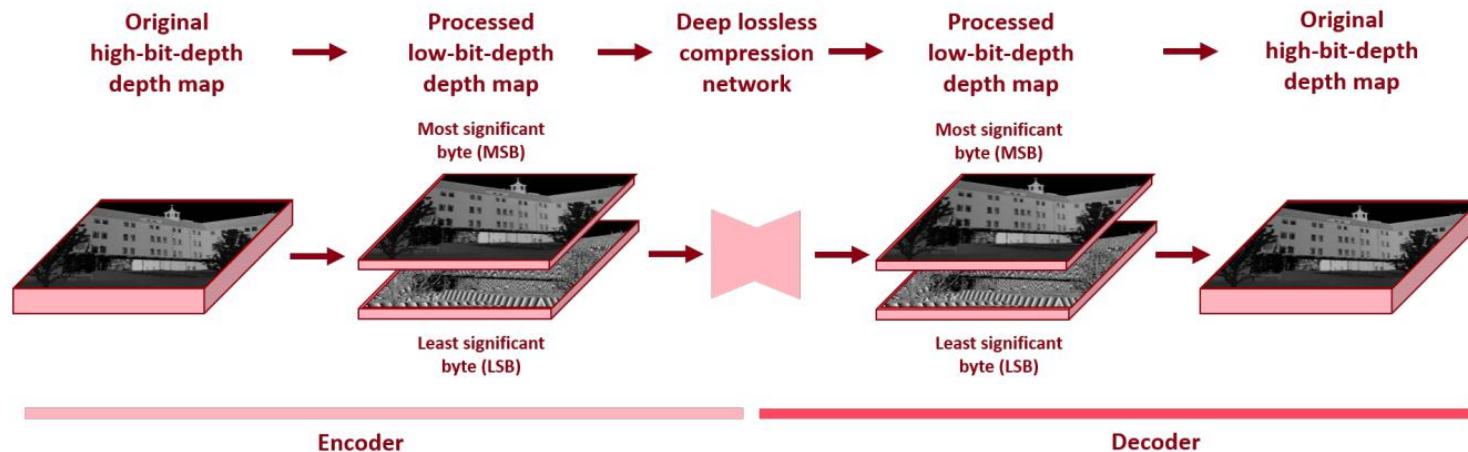 Original
high-bit-depth
depth map
Processed
low-bit-depth
depth map
Deep lossless
compression
network
Processed
low-bit-depth
depth map
Original
high-bit-depth
depth map
Most significant
byte (MSB)
Most significant
byte (MSB)
Least significant
byte (LSB)
Least significant
byte (LSB)
Encoder
Decoder